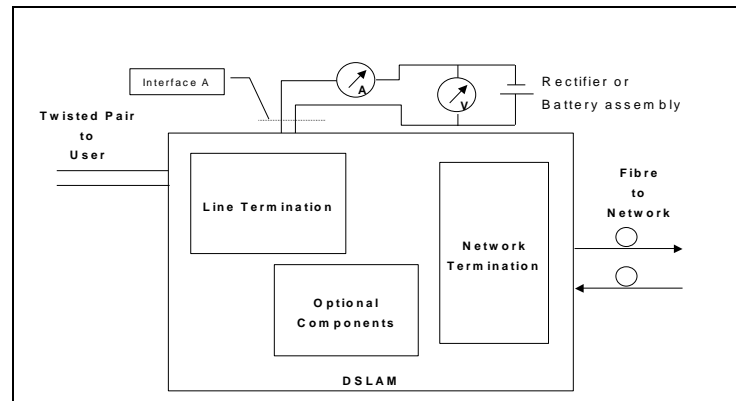 Interface A
A
V
Rectifier or
Battery assembly
Twisted Pair
to
User
Line Termination
Network
Termination
Optional
Components
Fibre
to
Network
DSLAM